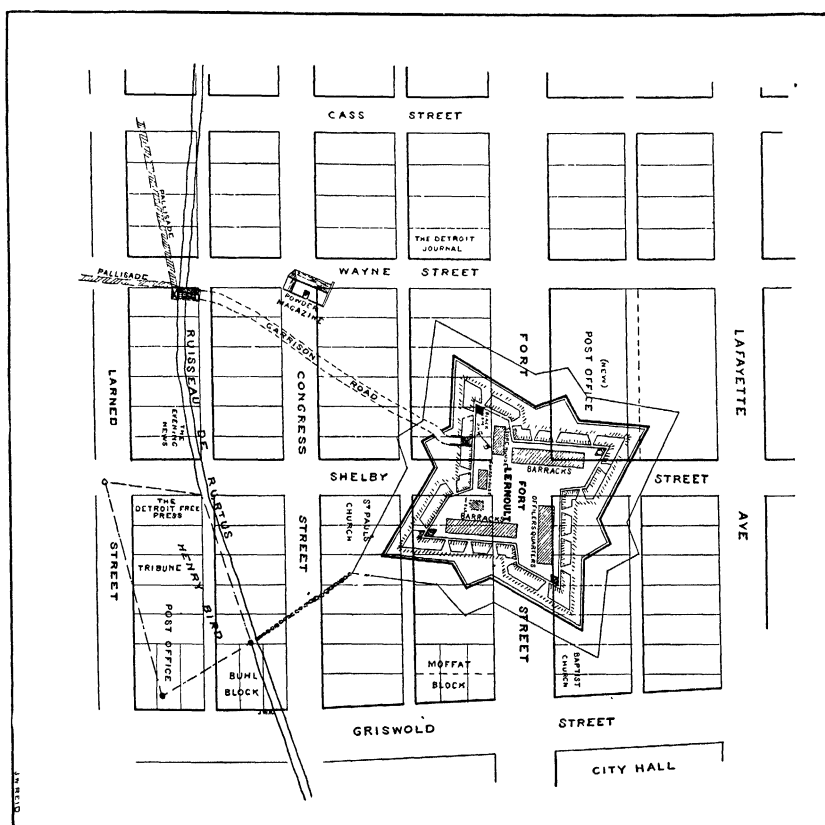 CASS STREET
PALLISADE
THE DETROIT
JOURNAL
PALLISADE
WAYNE STREET
POWDER
MAGAZINE
GARRISON ROAD
RUISSEAU DE RURTUS
LARNED
STREET
CONGRESS
STREET
FORT
STREET
POST OFFICE
(NEW)
LAFAYETTE
AVE
THE
EVENING
NEWS
SHELBY STREET
BARRACKS
FORT
LERNOULT
OFFICERS QUARTERS
BARRACKS
ST PAULS
CHURCH
THE
DETROIT FREE
PRESS
TRIBUNE
HENRY BIRD
POST OFFICE
BUHL
BLOCK
MOFFAT
BLOCK
BAPTIST
CHURCH
GRISWOLD STREET
CITY HALL